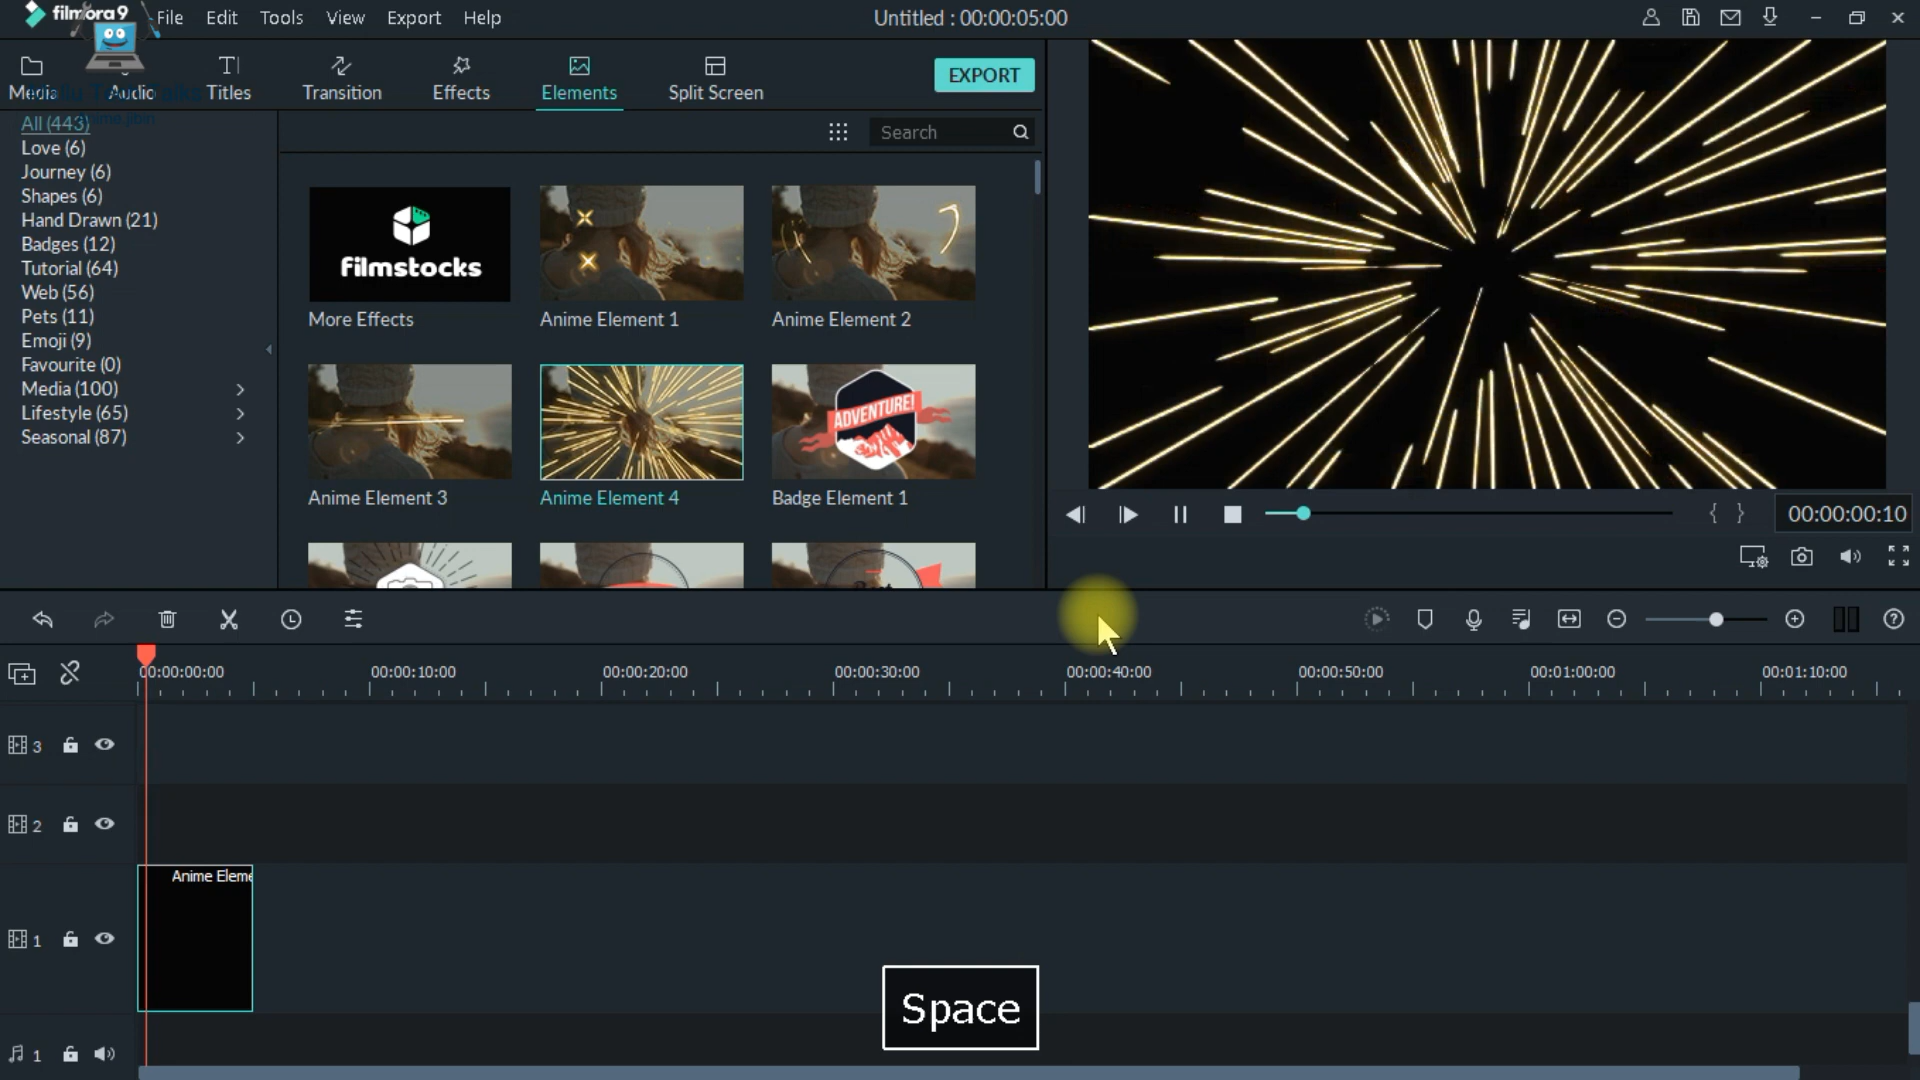 filmora9 File Edit Tools View Export Help Untitled : 00:00:05:00
Media Audio Titles Transition Effects Elements Split Screen EXPORT
All (443)
Love (6)
Journey (6)
Shapes (6)
Hand Drawn (21)
Badges (12)
Tutorial (64)
Web (56)
Pets (11)
Emoji (9)
Favourite (0)
Media (100)
Lifestyle (65)
Seasonal (87)
Search
filmstocks
More Effects Anime Element 1 Anime Element 2
ADVENTURE!
Anime Element 3 Anime Element 4 Badge Element 1
00:00:00:10
00:00:00:00 00:00:10:00 00:00:20:00 00:00:30:00 00:00:40:00 00:00:50:00 00:01:00:00 00:01:10:00
3
2
Anime Eleme
1
Space
1